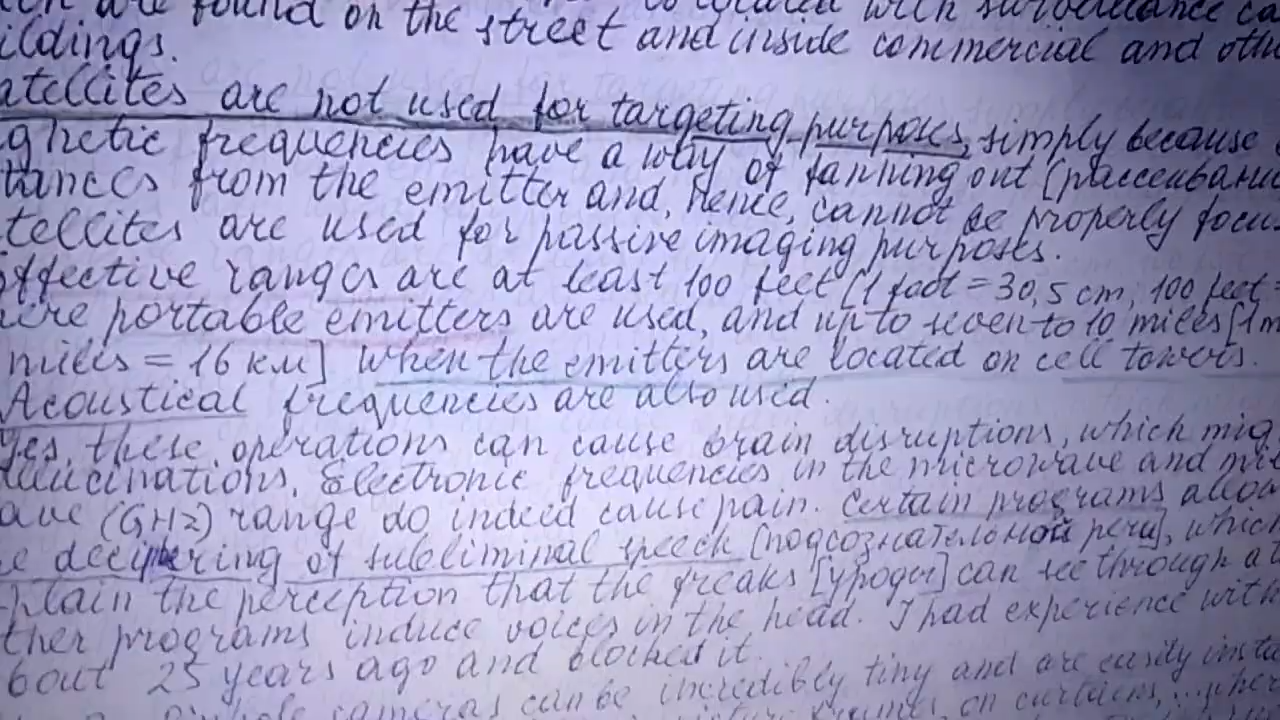 are found on the street and inside commercial and oth
ildings.
atellites are not used for targeting purposes, simply because
gnetic frequencies have a way of fanning out (рассеивани
tances from the emitter and, hence, cannot be properly focu
tellites are used for passive imaging purposes.
effective ranges are at least 100 feet [1 foot = 30,5 cm, 100 feet =
ere portable emitters are used, and up to seven to 10 miles [1 m
miles = 16 км] when the emitters are located on cell towers.
Acoustical frequencies are also used.
Yes, these operations can cause brain disruptions, which mig
llucinations. Electronic frequencies in the microwave and mil
ave (GHz) range do indeed cause pain. Certain programs allow
e deciphering of subliminal speech [подсознательной речи], which
plain the perception that the freaks [уроды] can see through a
ther programs induce voices in the head. I had experience with
bout 25 years ago and blocked it.
cameras can be incredibly tiny and are easily insta
on curtains,